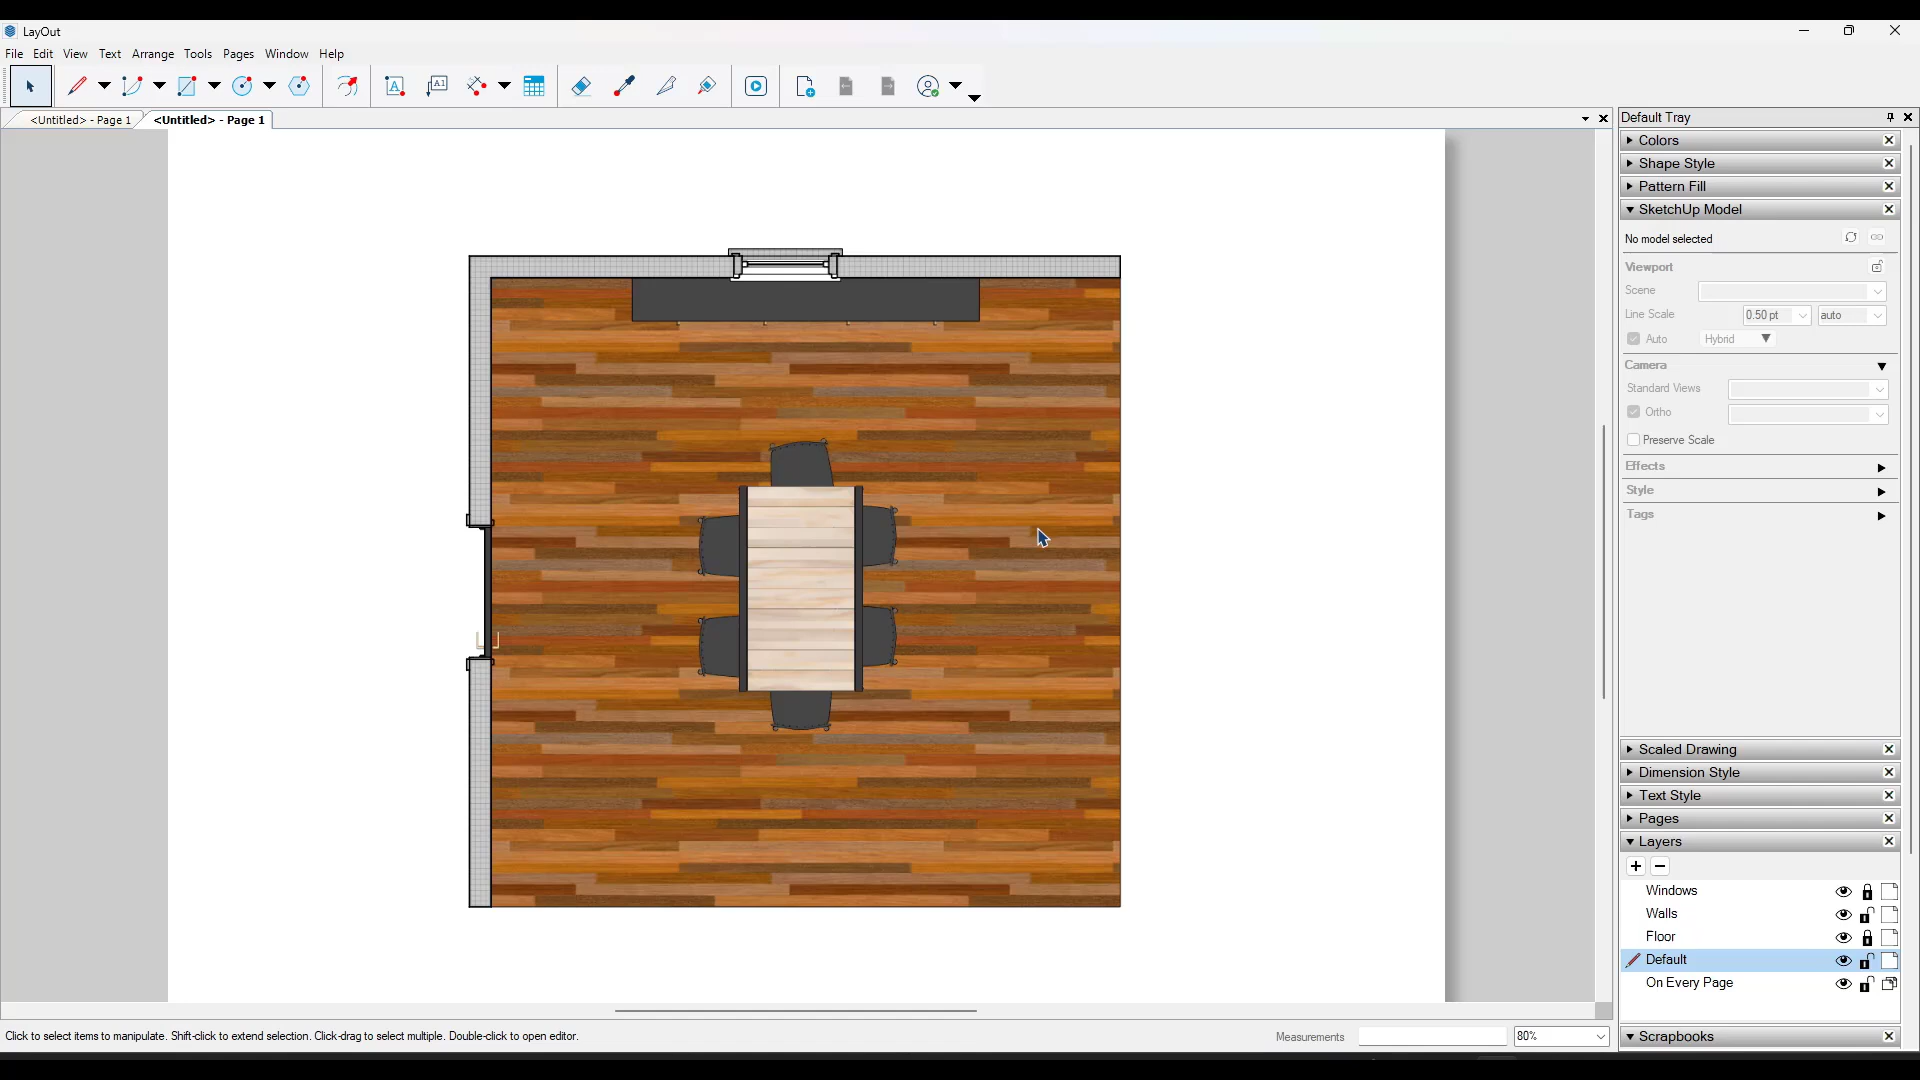 LayOut
File Edit View Text Arrange Tools Pages Window Help
A A1
<Untitled> - Page 1 <Untitled> - Page 1
Default Tray
Colors
Shape Style
Pattern Fill
SketchUp Model
No model selected
Viewport
Scene
Line Scale 0.50 pt auto
Auto Hybrid
Camera
Standard Views
Ortho
Preserve Scale
Effects
Style
Tags
Scaled Drawing
Dimension Style
Text Style
Pages
Layers
Windows
Walls
Floor
Default
On Every Page
Scrapbooks
Click to select items to manipulate. Shift-click to extend selection. Click-drag to select multiple. Double-click to open editor. Measurements 80%